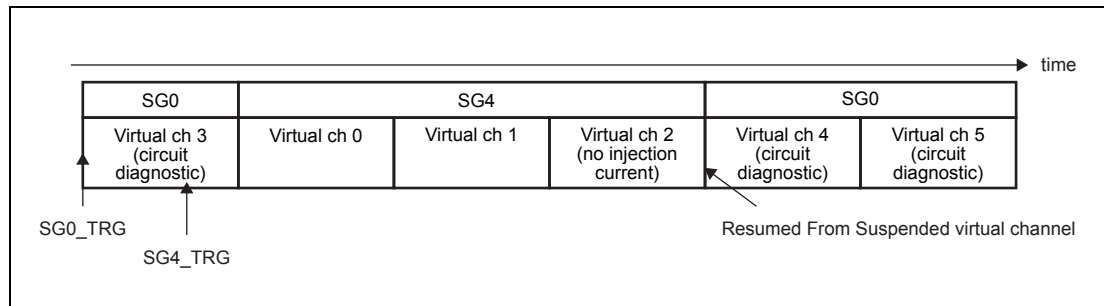 time
SG0 SG4 SG0
Virtual ch 3 Virtual ch 0 Virtual ch 1 Virtual ch 2 Virtual ch 4 Virtual ch 5
(circuit (no injection (circuit (circuit
diagnostic) current) diagnostic) diagnostic)
SG0_TRG Resumed From Suspended virtual channel
SG4_TRG